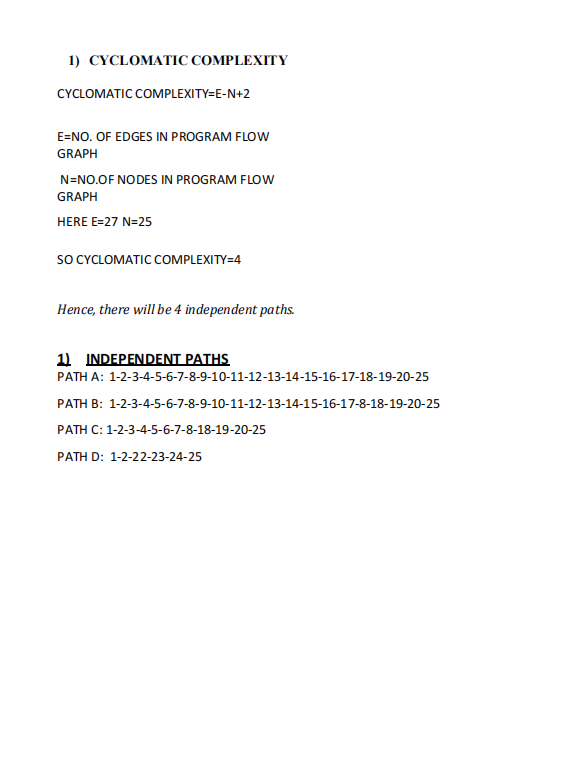 1) CYCLOMATIC COMPLEXITY
CYCLOMATIC COMPLEXITY=E-N+2
E=NO. OF EDGES IN PROGRAM FLOW
GRAPH
N=NO.OF NODES IN PROGRAM FLOW
GRAPH
HERE E=27 N=25
SO CYCLOMATIC COMPLEXITY=4
Hence, there will be 4 independent paths.
1) INDEPENDENT PATHS
PATH A: 1-2-3-4-5-6-7-8-9-10-11-12-13-14-15-16-17-18-19-20-25
PATH B: 1-2-3-4-5-6-7-8-9-10-11-12-13-14-15-16-17-8-18-19-20-25
PATH C: 1-2-3-4-5-6-7-8-18-19-20-25
PATH D: 1-2-22-23-24-25